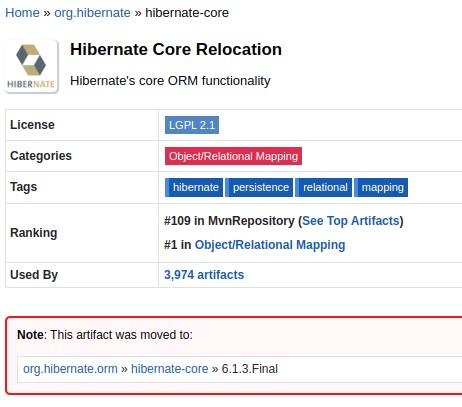 Home » org.hibernate » hibernate-core
HIBERNATE
Hibernate Core Relocation
Hibernate's core ORM functionality
License LGPL 2.1
Categories Object/Relational Mapping
Tags hibernate persistence relational mapping
Ranking #109 in MvnRepository (See Top Artifacts)
#1 in Object/Relational Mapping
Used By 3,974 artifacts
Note: This artifact was moved to:
org.hibernate.orm » hibernate-core » 6.1.3.Final